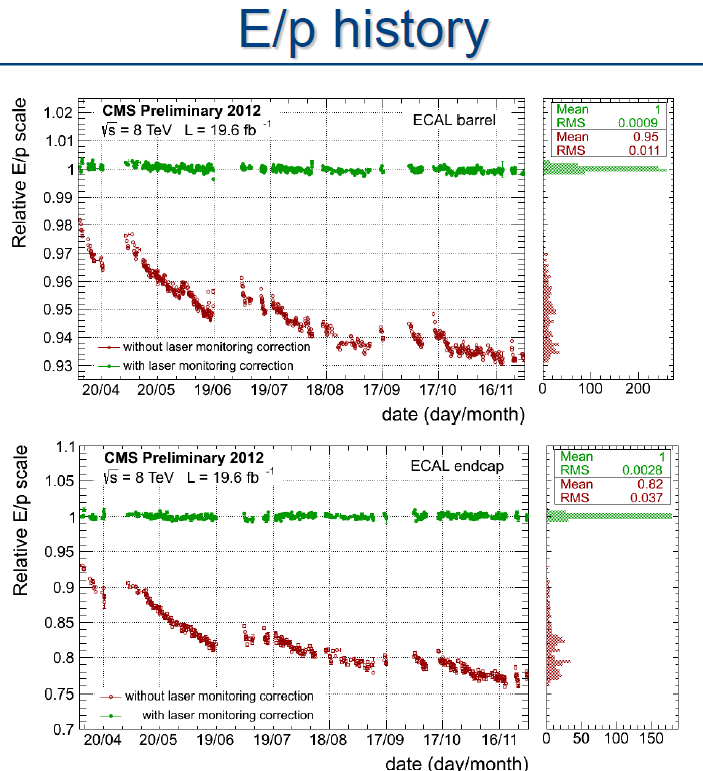 E/p history
CMS Preliminary 2012
√s = 8 TeV L = 19.6 fb⁻¹
ECAL barrel
Relative E/p scale
1.02
1.01
1
0.99
0.98
0.97
0.96
0.95
0.94
0.93
without laser monitoring correction
with laser monitoring correction
20/04 20/05 19/06 19/07 18/08 17/09 17/10 16/11
date (day/month)
Mean 1
RMS 0.0009
Mean 0.95
RMS 0.011
0 100 200
CMS Preliminary 2012
√s = 8 TeV L = 19.6 fb⁻¹
ECAL endcap
Relative E/p scale
1.1
1.05
1
0.95
0.9
0.85
0.8
0.75
0.7
without laser monitoring correction
with laser monitoring correction
20/04 20/05 19/06 19/07 18/08 17/09 17/10 16/11
date (day/month)
Mean 1
RMS 0.0028
Mean 0.82
RMS 0.037
0 50 100 150